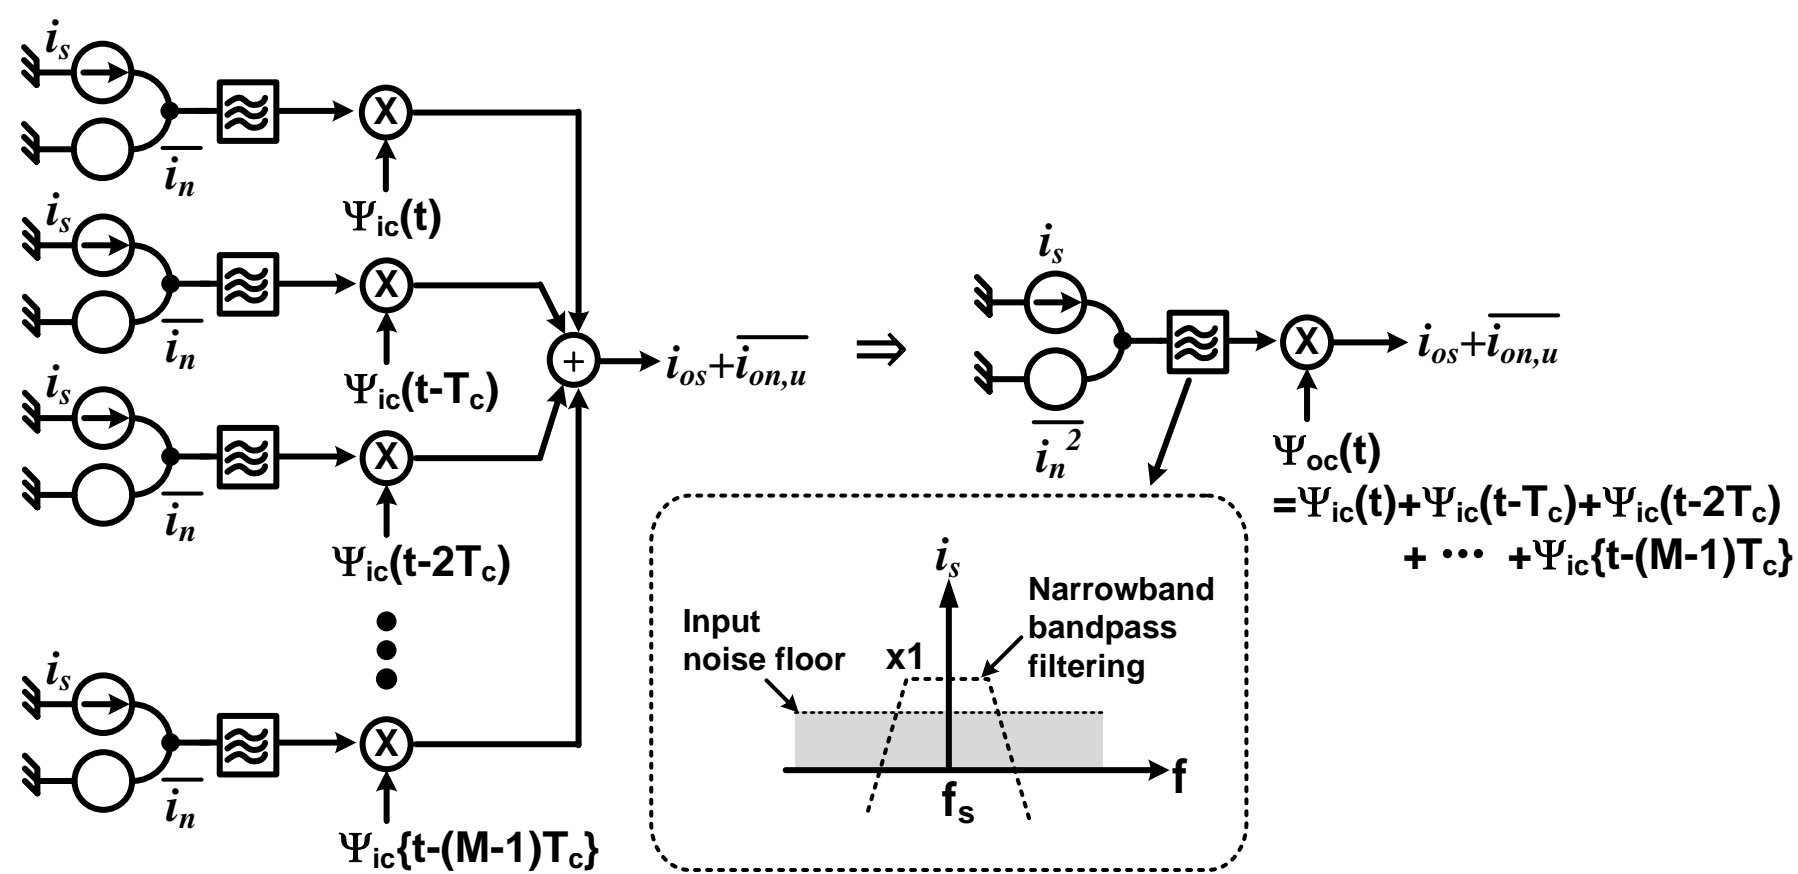 i_s
X
i_n
Ψ_ic(t)
i_s
X
i_n
Ψ_ic(t-T_c)
i_s
X
i_n
Ψ_ic(t-2T_c)
i_s
X
i_n
Ψ_ic{t-(M-1)T_c}
+
i_os+i_on,u
⇒
i_s
X
i_os+i_on,u
i_n^2
Ψ_oc(t)
=Ψ_ic(t)+Ψ_ic(t-T_c)+Ψ_ic(t-2T_c)
+ ··· +Ψ_ic{t-(M-1)T_c}
i_s
Input
noise floor
x1
Narrowband
bandpass
filtering
f
f_s